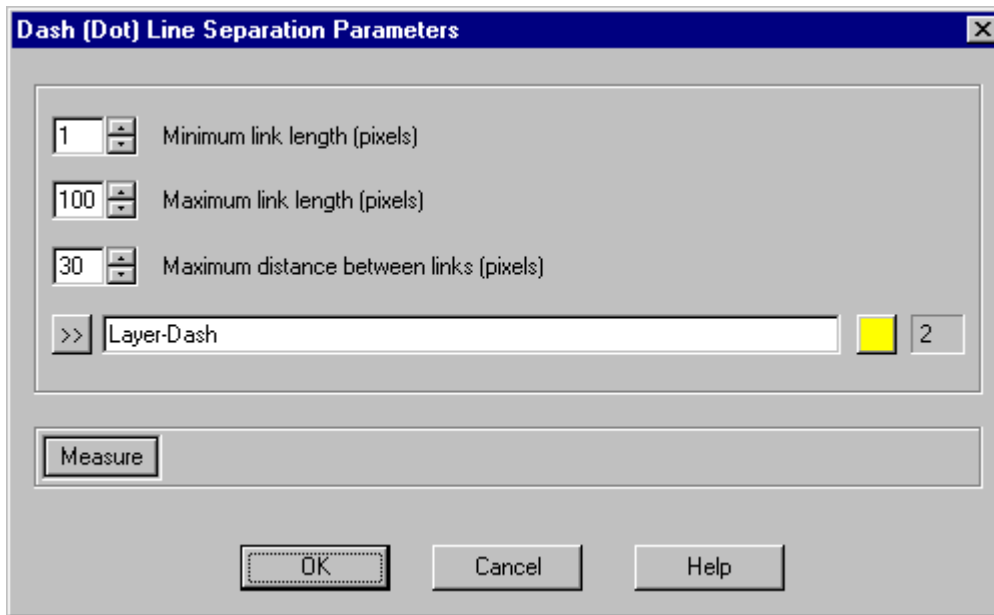 Dash (Dot) Line Separation Parameters
1 Minimum link length (pixels)
100 Maximum link length (pixels)
30 Maximum distance between links (pixels)
>> Layer-Dash 2
Measure
OK Cancel Help